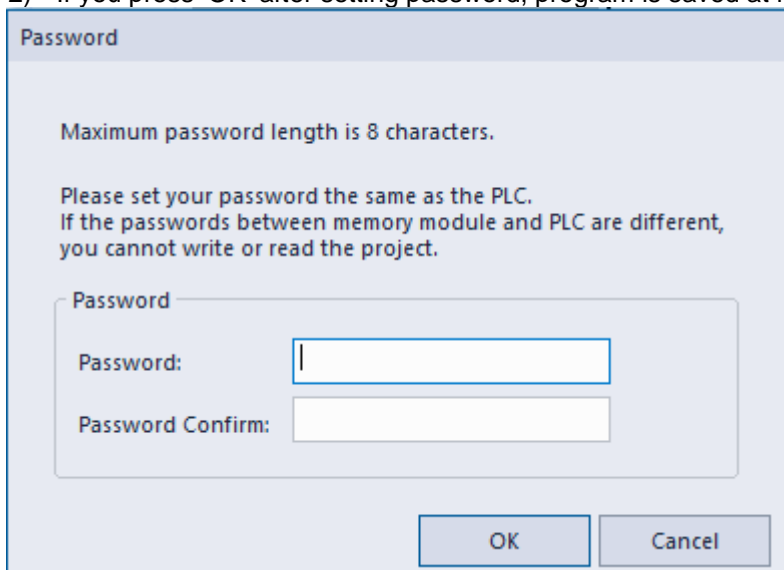 If you press 'OK' after setting password, program is saved at
Password
Maximum password length is 8 characters.
Please set your password the same as the PLC.
If the passwords between memory module and PLC are different,
you cannot write or read the project.
Password
Password:
Password Confirm:
OK
Cancel